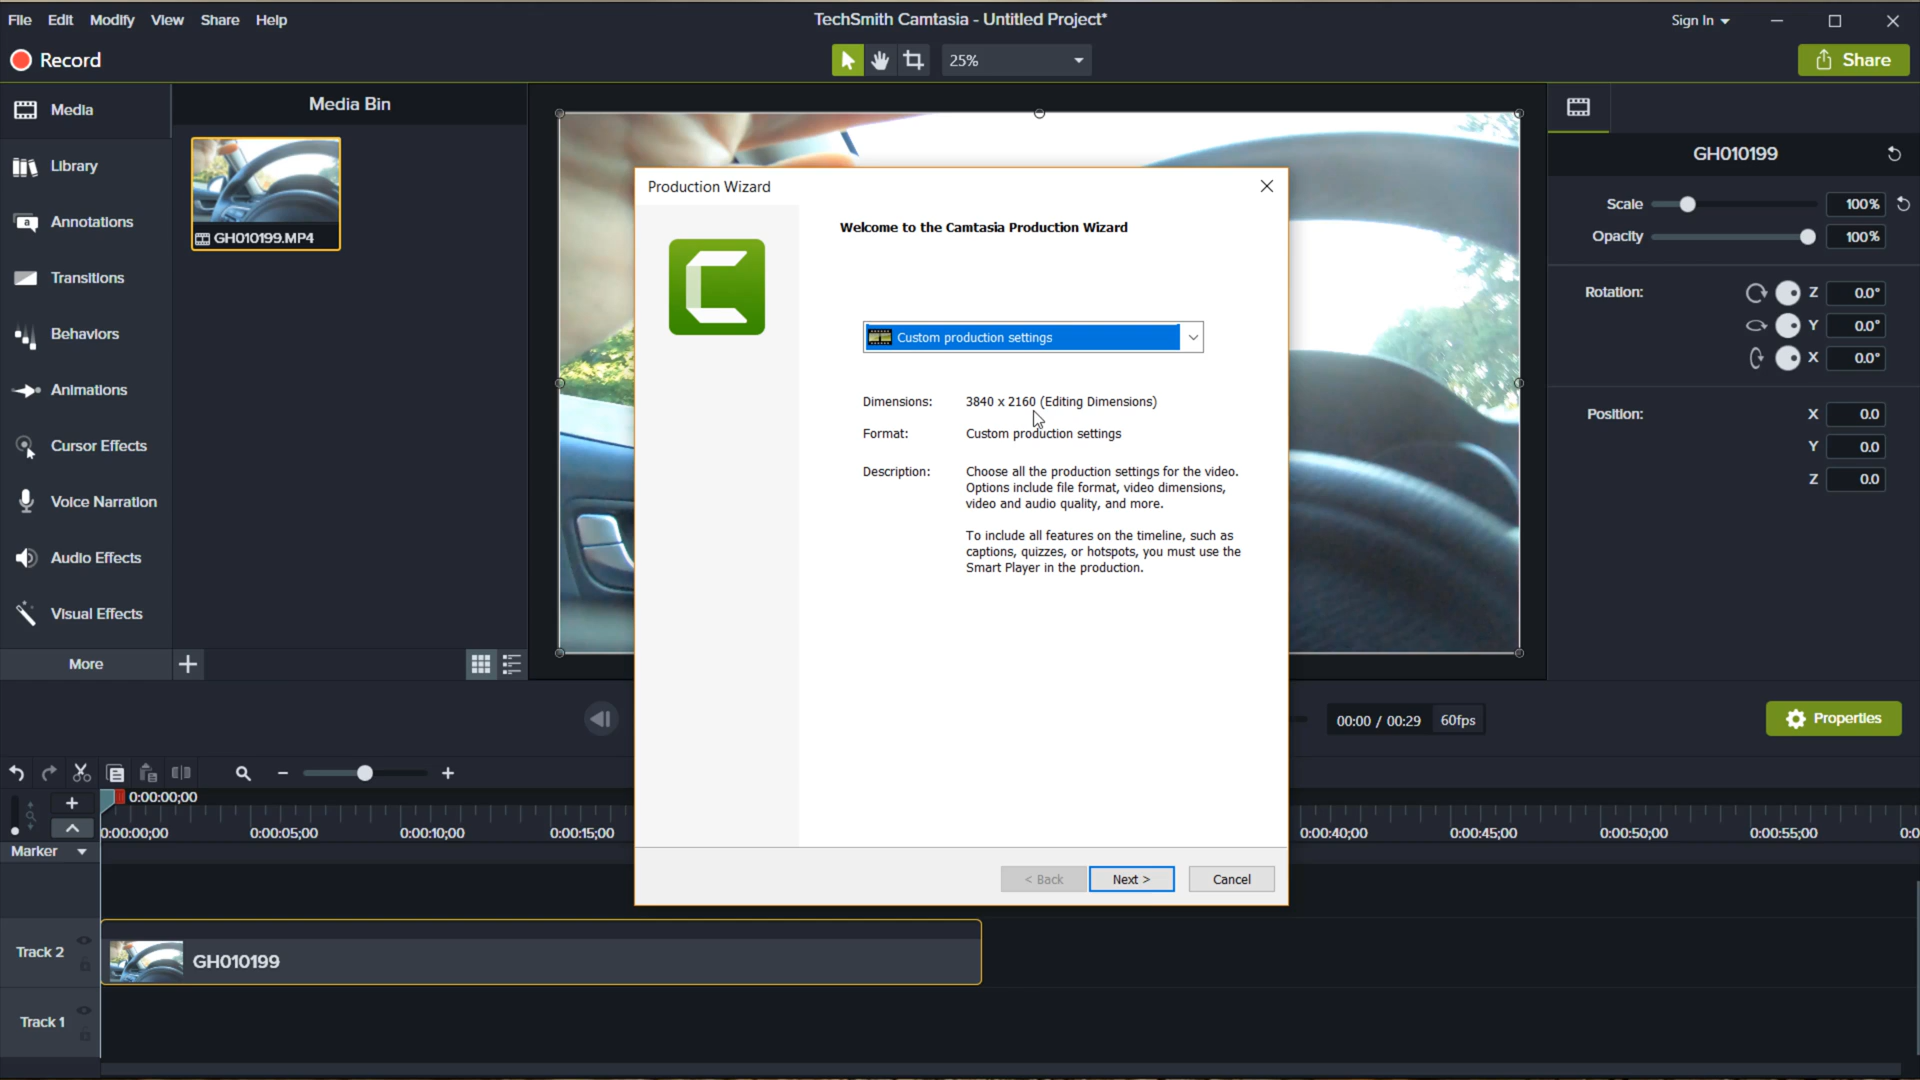 File Edit Modify View Share Help
TechSmith Camtasia - Untitled Project*
Sign In
Record
25%
Share
Media
Library
Annotations
Transitions
Behaviors
Animations
Cursor Effects
Voice Narration
Audio Effects
Visual Effects
More
Media Bin
GH010199.MP4
Production Wizard
Welcome to the Camtasia Production Wizard
Custom production settings
Dimensions: 3840 x 2160 (Editing Dimensions)
Format: Custom production settings
Description: Choose all the production settings for the video.
Options include file format, video dimensions,
video and audio quality, and more.
To include all features on the timeline, such as
captions, quizzes, or hotspots, you must use the
Smart Player in the production.
< Back Next > Cancel
GH010199
Scale 100%
Opacity 100%
Rotation: Z 0.0°
Y 0.0°
X 0.0°
Position: X 0.0
Y 0.0
Z 0.0
00:00 / 00:29 60fps
Properties
0:00:00;00
0:00:00;00 0:00:05;00 0:00:10;00 0:00:15;00 0:00:40;00 0:00:45;00 0:00:50;00 0:00:55;00 0:0
Marker
Track 2
GH010199
Track 1